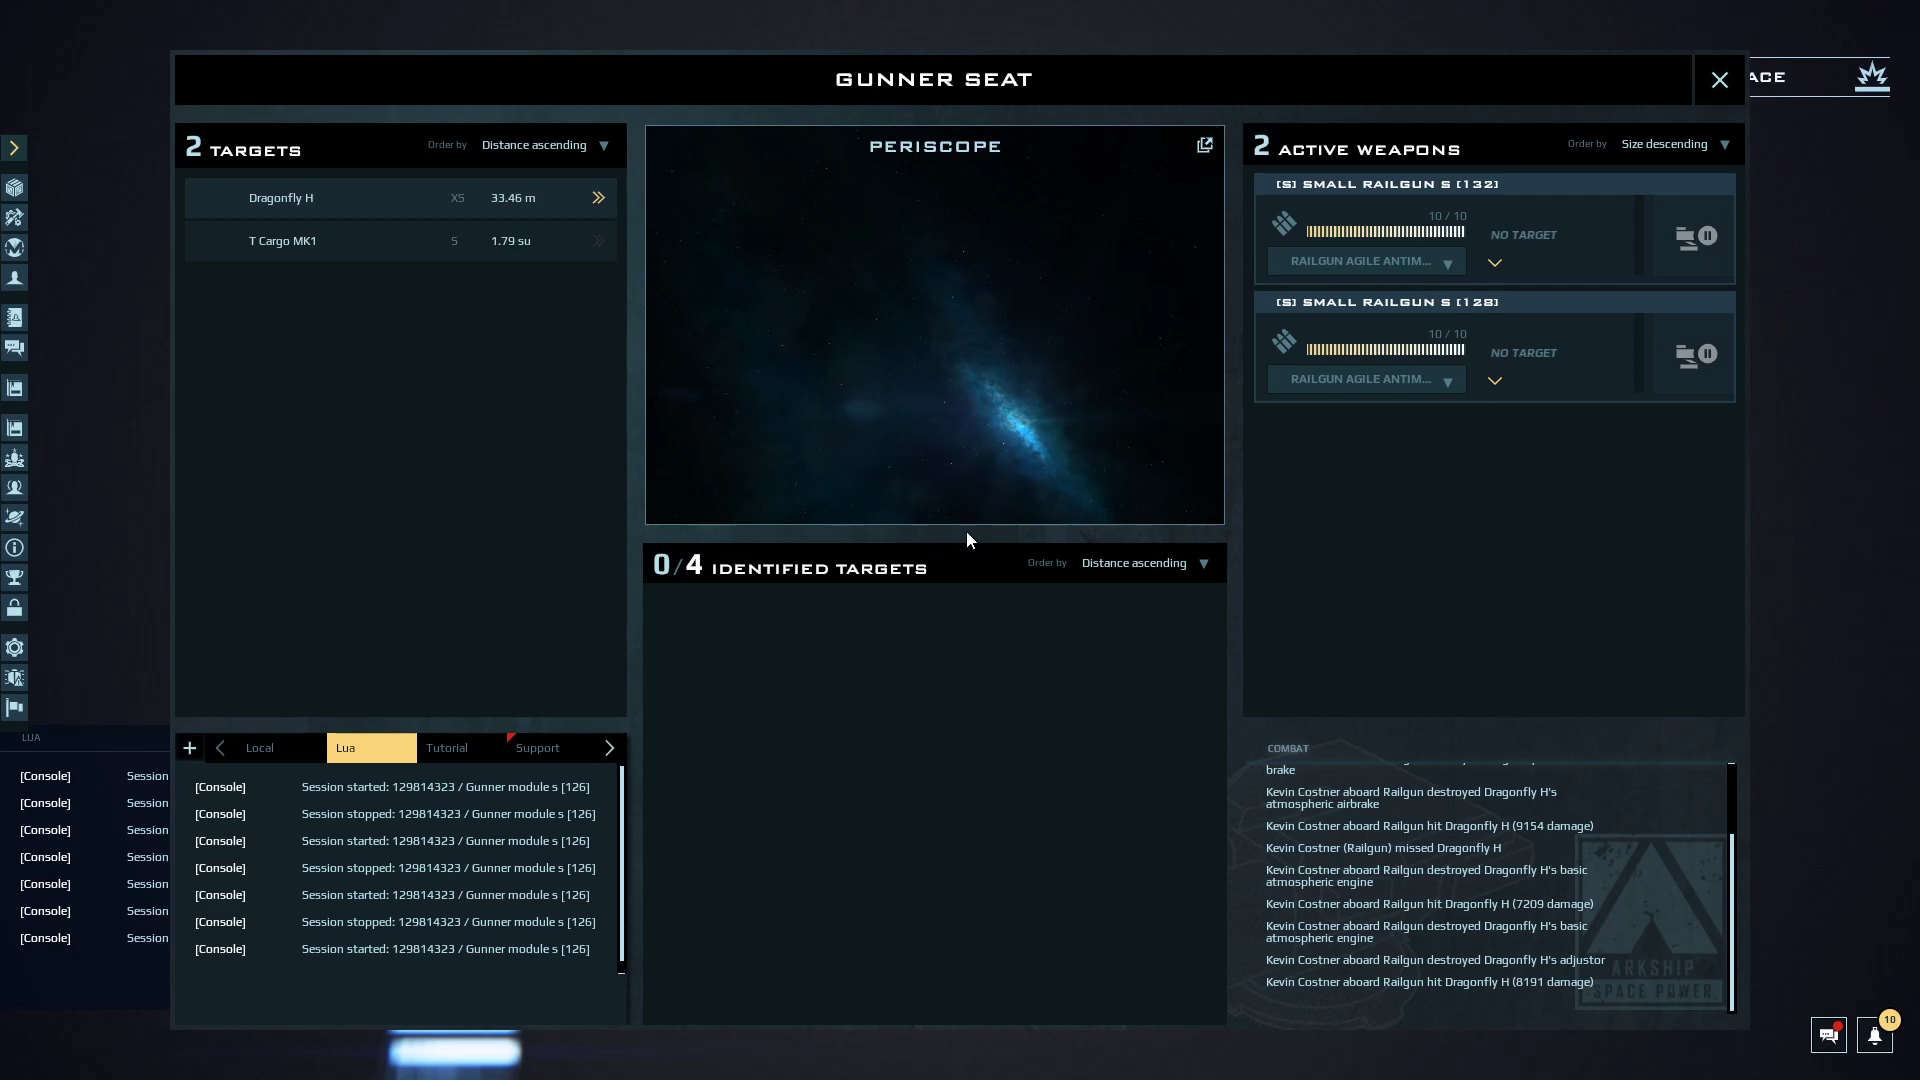 GUNNER SEAT
ACE
2 TARGETS
Order by Distance ascending
Dragonfly H XS 33.46 m
T Cargo MK1 S 1.79 su
PERISCOPE
0/4 IDENTIFIED TARGETS
Order by Distance ascending
2 ACTIVE WEAPONS
Order by Size descending
[S] SMALL RAILGUN S [132]
10 / 10
NO TARGET
RAILGUN AGILE ANTIM...
[S] SMALL RAILGUN S [128]
10 / 10
NO TARGET
RAILGUN AGILE ANTIM...
LUA
[Console] Session
[Console] Session
[Console] Session
[Console] Session
[Console] Session
[Console] Session
[Console] Session
Local Lua Tutorial Support
[Console] Session started: 129814323 / Gunner module s [126]
[Console] Session stopped: 129814323 / Gunner module s [126]
[Console] Session started: 129814323 / Gunner module s [126]
[Console] Session stopped: 129814323 / Gunner module s [126]
[Console] Session started: 129814323 / Gunner module s [126]
[Console] Session stopped: 129814323 / Gunner module s [126]
[Console] Session started: 129814323 / Gunner module s [126]
COMBAT
brake
Kevin Costner aboard Railgun destroyed Dragonfly H's
atmospheric airbrake
Kevin Costner aboard Railgun hit Dragonfly H (9154 damage)
Kevin Costner (Railgun) missed Dragonfly H
Kevin Costner aboard Railgun destroyed Dragonfly H's basic
atmospheric engine
Kevin Costner aboard Railgun hit Dragonfly H (7209 damage)
Kevin Costner aboard Railgun destroyed Dragonfly H's basic
atmospheric engine
Kevin Costner aboard Railgun destroyed Dragonfly H's adjustor
Kevin Costner aboard Railgun hit Dragonfly H (8191 damage)
ARKSHIP
SPACE POWER
10